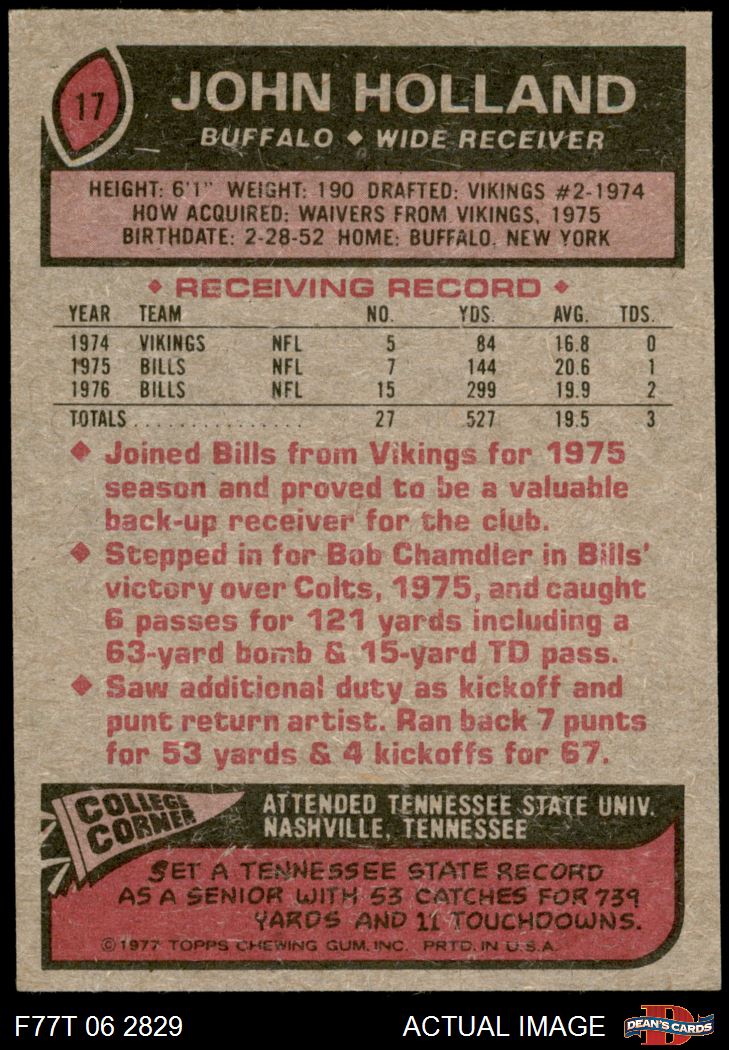 17
JOHN HOLLAND
BUFFALO ◆ WIDE RECEIVER
HEIGHT: 6'1" WEIGHT: 190 DRAFTED: VIKINGS #2-1974
HOW ACQUIRED: WAIVERS FROM VIKINGS, 1975
BIRTHDATE: 2-28-52 HOME: BUFFALO, NEW YORK
◆ RECEIVING RECORD ◆
YEAR TEAM NO. YDS. AVG. TDS.
1974 VIKINGS NFL 5 84 16.8 0
1975 BILLS NFL 7 144 20.6 1
1976 BILLS NFL 15 299 19.9 2
TOTALS............... 27 527 19.5 3
◆ Joined Bills from Vikings for 1975
season and proved to be a valuable
back-up receiver for the club.
◆ Stepped in for Bob Chamdler in Bills'
victory over Colts, 1975, and caught
6 passes for 121 yards including a
63-yard bomb & 15-yard TD pass.
◆ Saw additional duty as kickoff and
punt return artist. Ran back 7 punts
for 53 yards & 4 kickoffs for 67.
COLLEGE
CORNER
ATTENDED TENNESSEE STATE UNIV.
NASHVILLE, TENNESSEE
SET A TENNESSEE STATE RECORD
AS A SENIOR WITH 53 CATCHES FOR 739
YARDS AND 11 TOUCHDOWNS.
©1977 TOPPS CHEWING GUM, INC. PRTD. IN U.S.A.
F77T 06 2829 ACTUAL IMAGE
D
DEAN'S CARDS